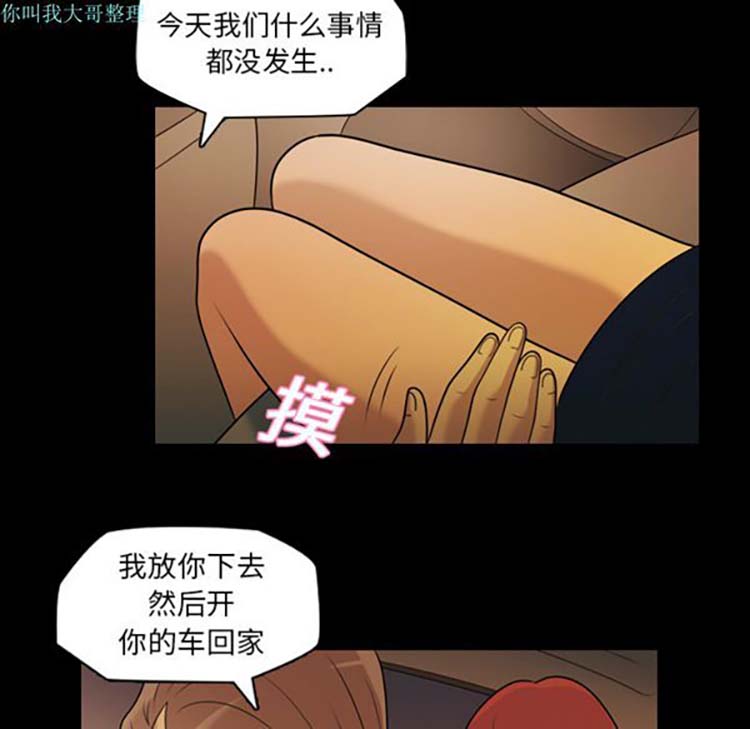 你叫我大哥整理
今天我们什么事情
都没发生..
摸
我放你下去
然后开
你的车回家